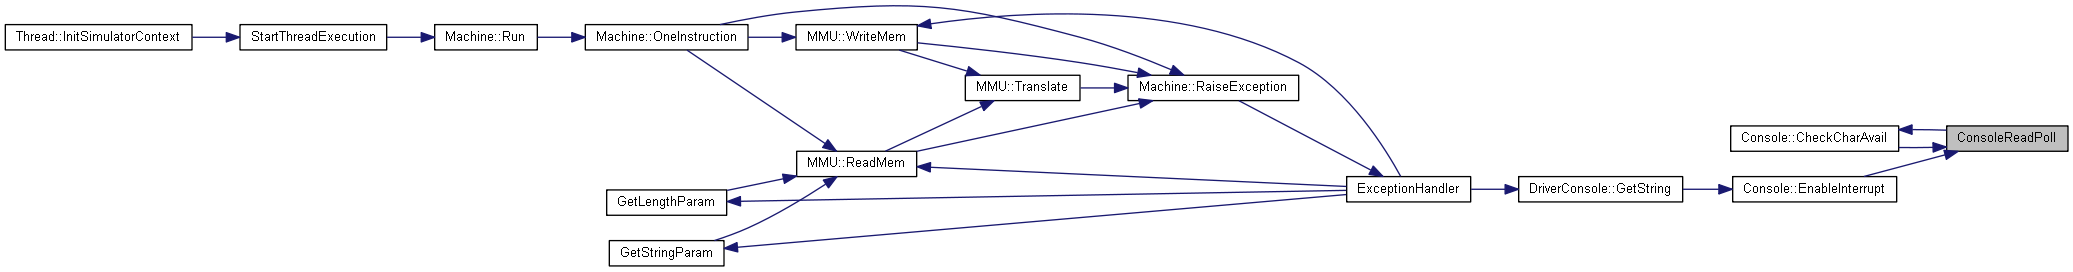 Thread::InitSimulatorContext
StartThreadExecution
Machine::Run
Machine::OneInstruction
MMU::WriteMem
MMU::Translate
Machine::RaiseException
MMU::ReadMem
GetLengthParam
GetStringParam
ExceptionHandler
DriverConsole::GetString
Console::CheckCharAvail
Console::EnableInterrupt
ConsoleReadPoll